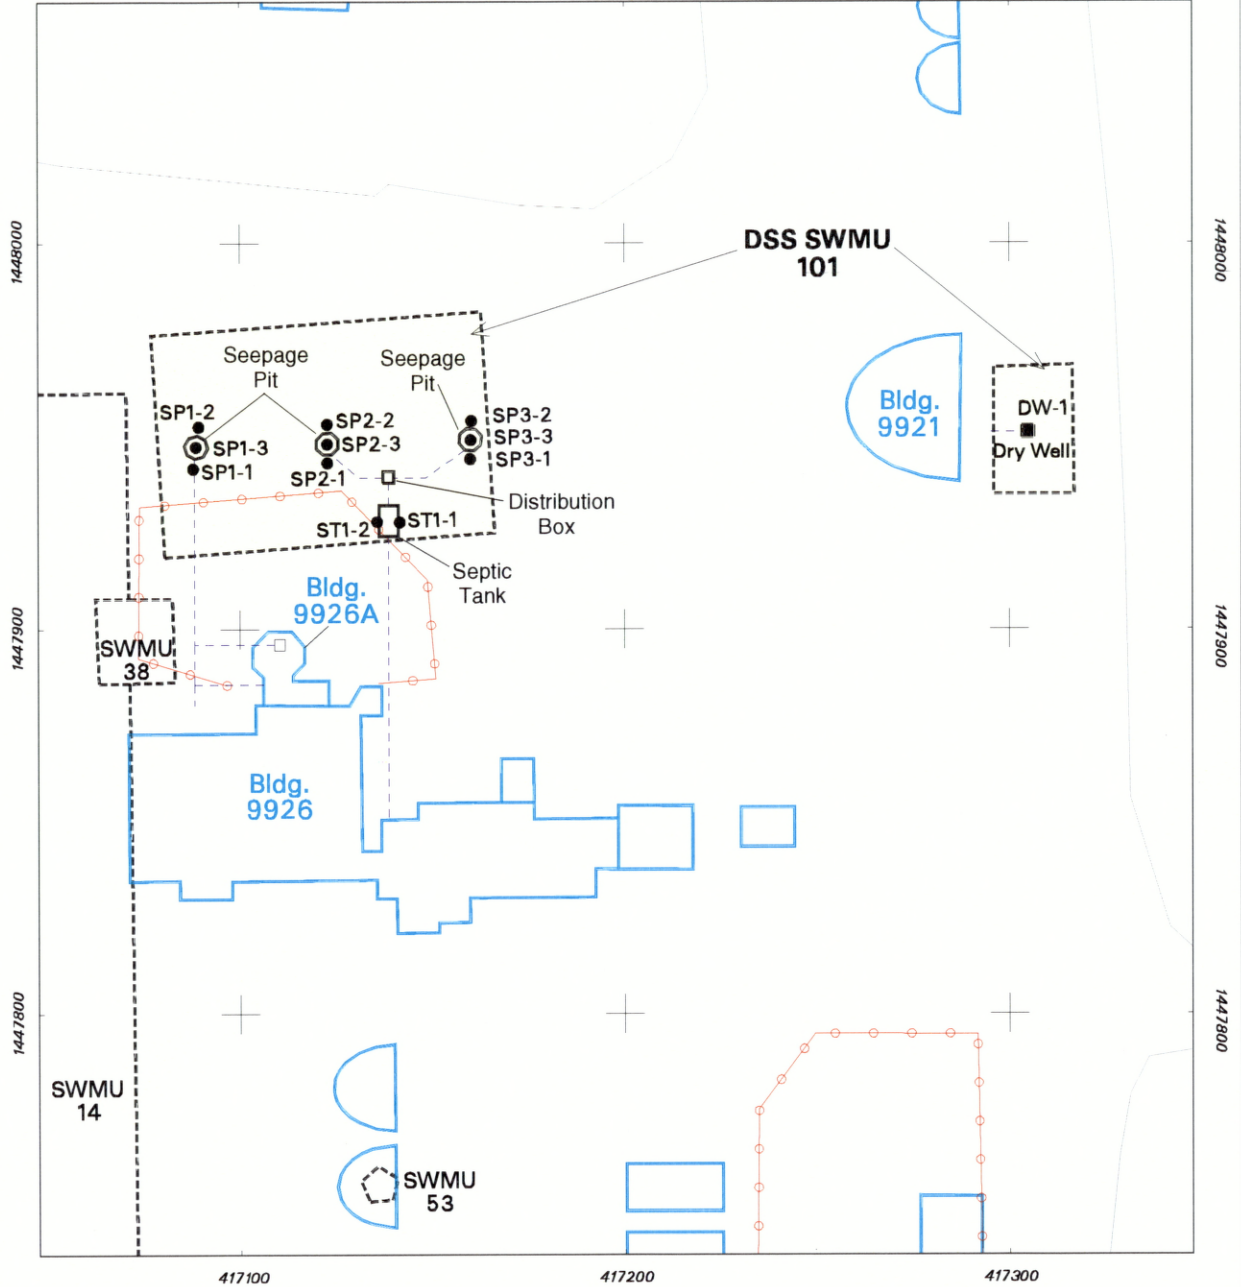 DSS SWMU
101
1448000
1448000
Seepage
Pit
Seepage
Pit
SP1-2
SP1-3
SP1-1
SP2-2
SP2-3
SP2-1
SP3-2
SP3-3
SP3-1
Bldg.
9921
DW-1
Dry Well
Distribution
Box
ST1-2
ST1-1
Septic
Tank
Bldg.
9926A
1447900
1447900
SWMU
38
Bldg.
9926
1447800
1447800
SWMU
14
SWMU
53
417100
417200
417300